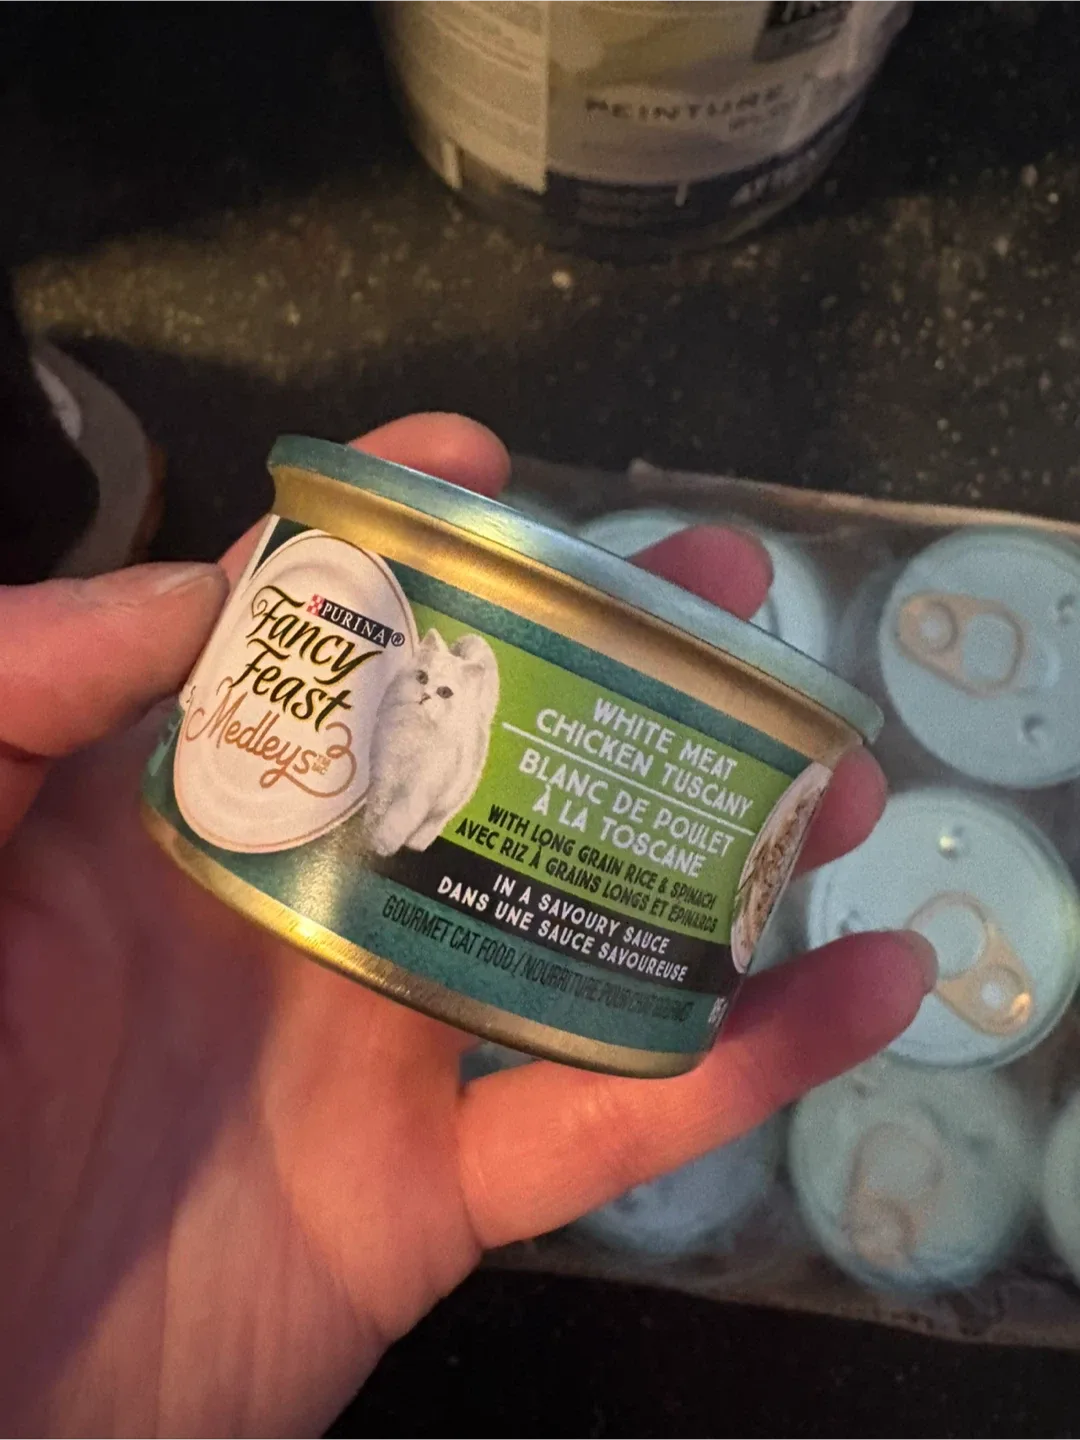 PEINTURE
PURINA®
Fancy
Feast
Medleys™
WHITE MEAT
CHICKEN TUSCANY
BLANC DE POULET
À LA TOSCANE
WITH LONG GRAIN RICE & SPINACH
AVEC RIZ À GRAINS LONGS ET ÉPINARDS
IN A SAVOURY SAUCE
DANS UNE SAUCE SAVOUREUSE
GOURMET CAT FOOD / NOURRITURE POUR CHAT GOURMET